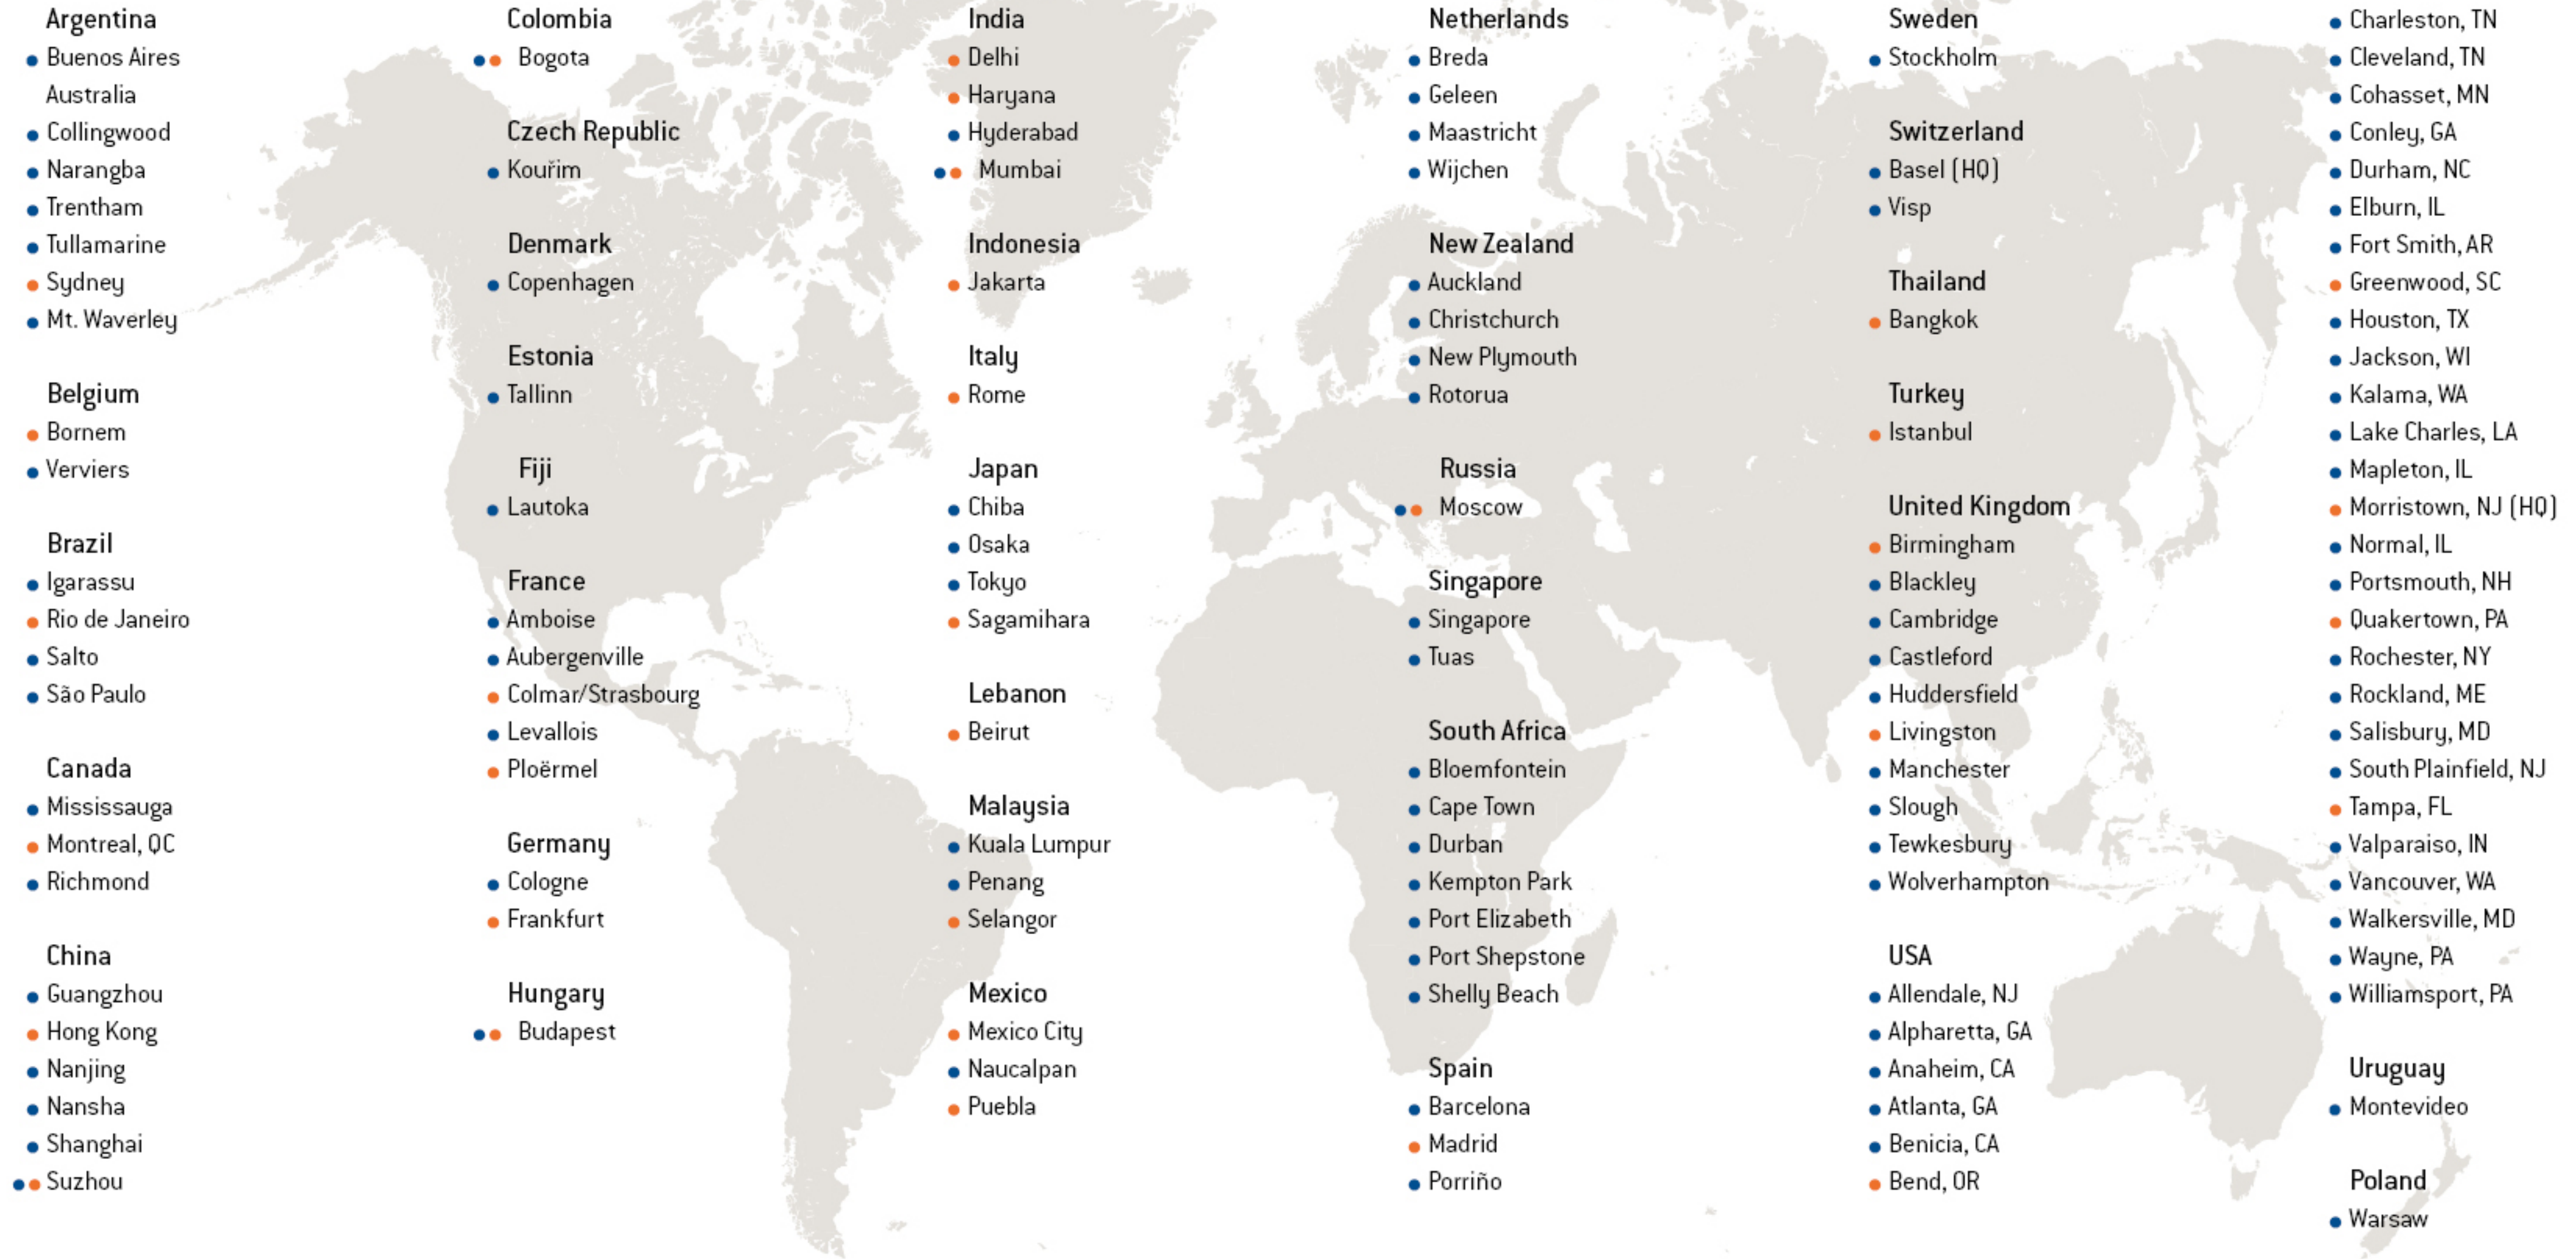 Argentina
Buenos Aires
Australia
Collingwood
Narangba
Trentham
Tullamarine
Sydney
Mt. Waverley
Belgium
Bornem
Verviers
Brazil
Igarassu
Rio de Janeiro
Salto
São Paulo
Canada
Mississauga
Montreal, QC
Richmond
China
Guangzhou
Hong Kong
Nanjing
Nansha
Shanghai
Suzhou
Colombia
Bogota
Czech Republic
Kouřim
Denmark
Copenhagen
Estonia
Tallinn
Fiji
Lautoka
France
Amboise
Aubergenville
Colmar/Strasbourg
Levallois
Ploërmel
Germany
Cologne
Frankfurt
Hungary
Budapest
India
Delhi
Haryana
Hyderabad
Mumbai
Indonesia
Jakarta
Italy
Rome
Japan
Chiba
Osaka
Tokyo
Sagamihara
Lebanon
Beirut
Malaysia
Kuala Lumpur
Penang
Selangor
Mexico
Mexico City
Naucalpan
Puebla
Netherlands
Breda
Geleen
Maastricht
Wijchen
New Zealand
Auckland
Christchurch
New Plymouth
Rotorua
Russia
Moscow
Singapore
Singapore
Tuas
South Africa
Bloemfontein
Cape Town
Durban
Kempton Park
Port Elizabeth
Port Shepstone
Shelly Beach
Spain
Barcelona
Madrid
Porriño
Sweden
Stockholm
Switzerland
Basel (HQ)
Visp
Thailand
Bangkok
Turkey
Istanbul
United Kingdom
Birmingham
Blackley
Cambridge
Castleford
Huddersfield
Livingston
Manchester
Slough
Tewkesbury
Wolverhampton
USA
Allendale, NJ
Alpharetta, GA
Anaheim, CA
Atlanta, GA
Benicia, CA
Bend, OR
Charleston, TN
Cleveland, TN
Cohasset, MN
Conley, GA
Durham, NC
Elburn, IL
Fort Smith, AR
Greenwood, SC
Houston, TX
Jackson, WI
Kalama, WA
Lake Charles, LA
Mapleton, IL
Morristown, NJ (HQ)
Normal, IL
Portsmouth, NH
Quakertown, PA
Rochester, NY
Rockland, ME
Salisbury, MD
South Plainfield, NJ
Tampa, FL
Valparaiso, IN
Vancouver, WA
Walkersville, MD
Wayne, PA
Williamsport, PA
Uruguay
Montevideo
Poland
Warsaw